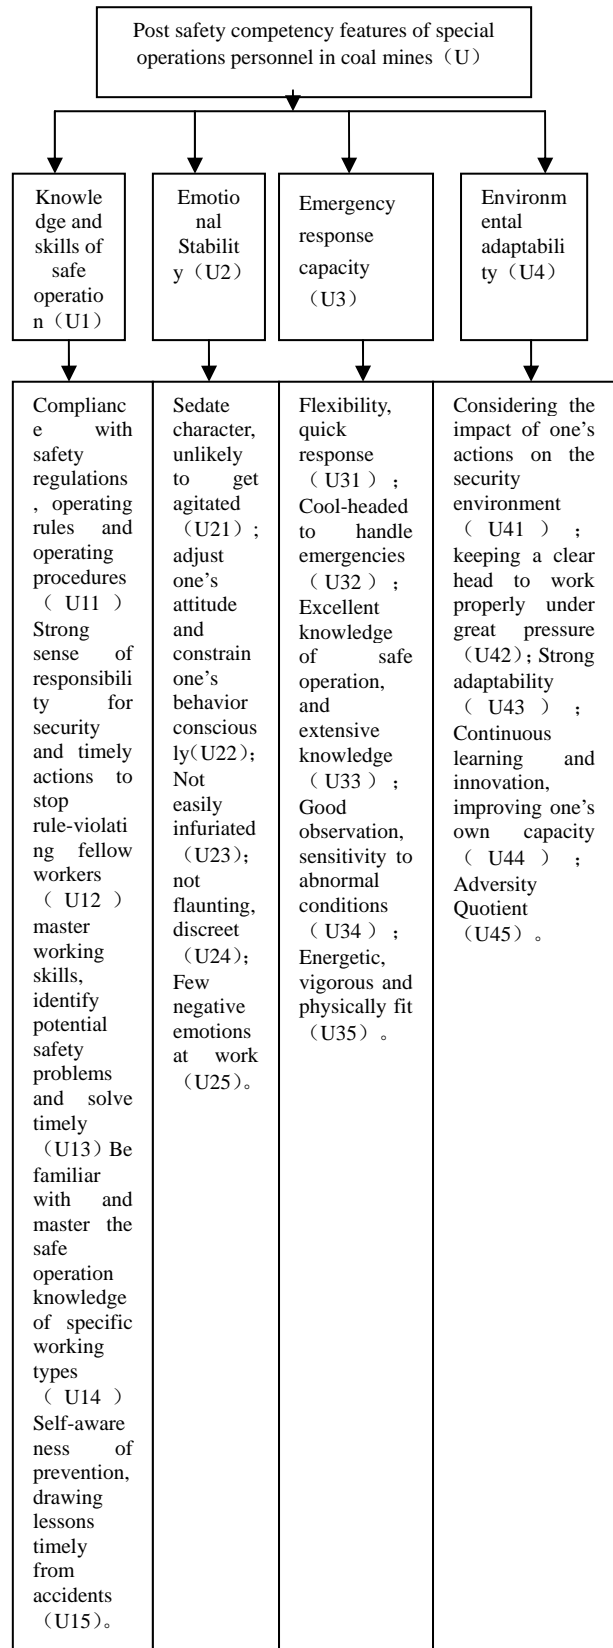 Post safety competency features of special
operations personnel in coal mines（U）
Knowle
dge and
skills of
safe
operatio
n（U1）
Emotio
nal
Stabilit
y（U2）
Emergency
response
capacity
（U3）
Environm
ental
adaptabili
ty（U4）
Complianc
e with
safety
regulations
, operating
rules and
operating
procedures
（ U11 ）
Strong
sense of
responsibili
ty for
security
and timely
actions to
stop
rule-violati
ng fellow
workers
（ U12 ）
master
working
skills,
identify
potential
safety
problems
and solve
timely
（U13）Be
familiar
with and
master the
safe
operation
knowledge
of specific
working
types
（ U14 ）
Self-aware
ness of
prevention,
drawing
lessons
timely
from
accidents
（U15）。
Sedate
character,
unlikely
to get
agitated
（U21）;
adjust
one’s
attitude
and
constrain
one’s
behavior
conscious
ly(U22);
Not
easily
infuriated
（U23）;
not
flaunting,
discreet
（U24）;
Few
negative
emotions
at work
（U25）。
Flexibility,
quick
response
（ U31 ） ;
Cool-headed
to handle
emergencies
（U32） ;
Excellent
knowledge
of safe
operation,
and
extensive
knowledge
（ U33 ） ;
Good
observation,
sensitivity to
abnormal
conditions
（ U34 ） ;
Energetic,
vigorous and
physically fit
（U35）。
Considering the
impact of one’s
actions on the
security
environment
（ U41 ） ;
keeping a clear
head to work
properly under
great pressure
（U42）; Strong
adaptability
（ U43 ） ;
Continuous
learning and
innovation,
improving one’s
own capacity
（ U44 ） ;
Adversity
Quotient
（U45）。